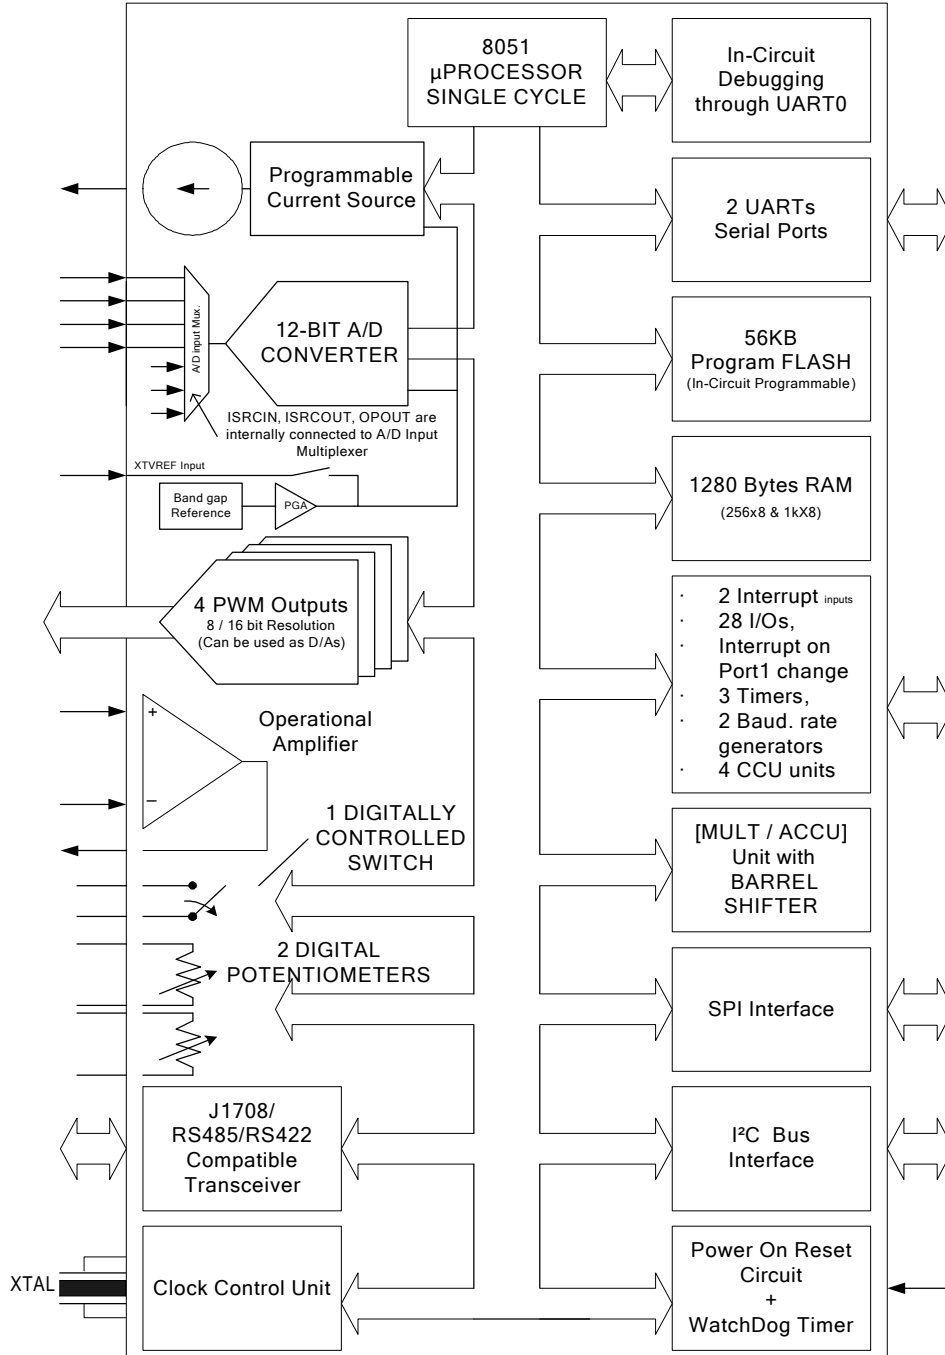 8051
µPROCESSOR
SINGLE CYCLE
In-Circuit
Debugging
through UART0
Programmable
Current Source
2 UARTs
Serial Ports
A/D input Mux.
12-BIT A/D
CONVERTER
56KB
Program FLASH
(In-Circuit Programmable)
ISRCIN, ISRCOUT, OPOUT are
internally connected to A/D Input
Multiplexer
XTVREF Input
Band gap
Reference
PGA
1280 Bytes RAM
(256x8 & 1kX8)
4 PWM Outputs
8 / 16 bit Resolution
(Can be used as D/As)
· 2 Interrupt inputs
· 28 I/Os,
· Interrupt on
Port1 change
· 3 Timers,
· 2 Baud. rate
generators
· 4 CCU units
+
−
Operational
Amplifier
1 DIGITALLY
CONTROLLED
SWITCH
[MULT / ACCU]
Unit with
BARREL
SHIFTER
2 DIGITAL
POTENTIOMETERS
SPI Interface
J1708/
RS485/RS422
Compatible
Transceiver
I²C Bus
Interface
XTAL
Clock Control Unit
Power On Reset
Circuit
+
WatchDog Timer